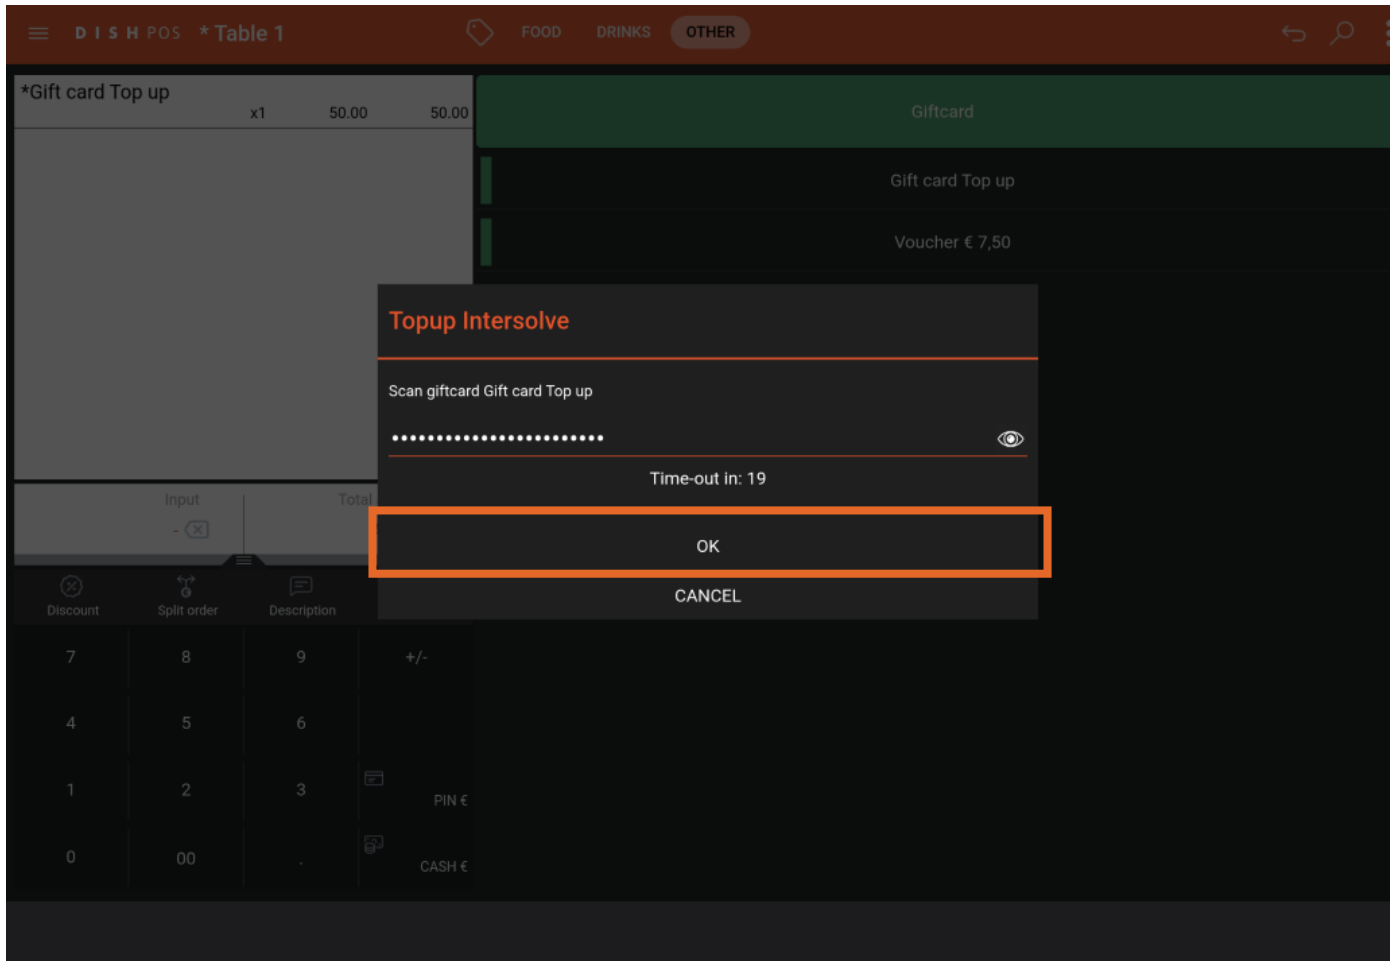 DISH POS * Table 1 FOOD DRINKS OTHER
*Gift card Top up
x1 50.00 50.00
Giftcard
Gift card Top up
Voucher € 7,50
Topup Intersolve
Scan giftcard Gift card Top up
•••••••••••••••••••••••••
Time-out in: 19
OK
CANCEL
Input Total
-
Discount Split order Description
7 8 9 +/-
4 5 6
1 2 3 PIN €
0 00 . CASH €